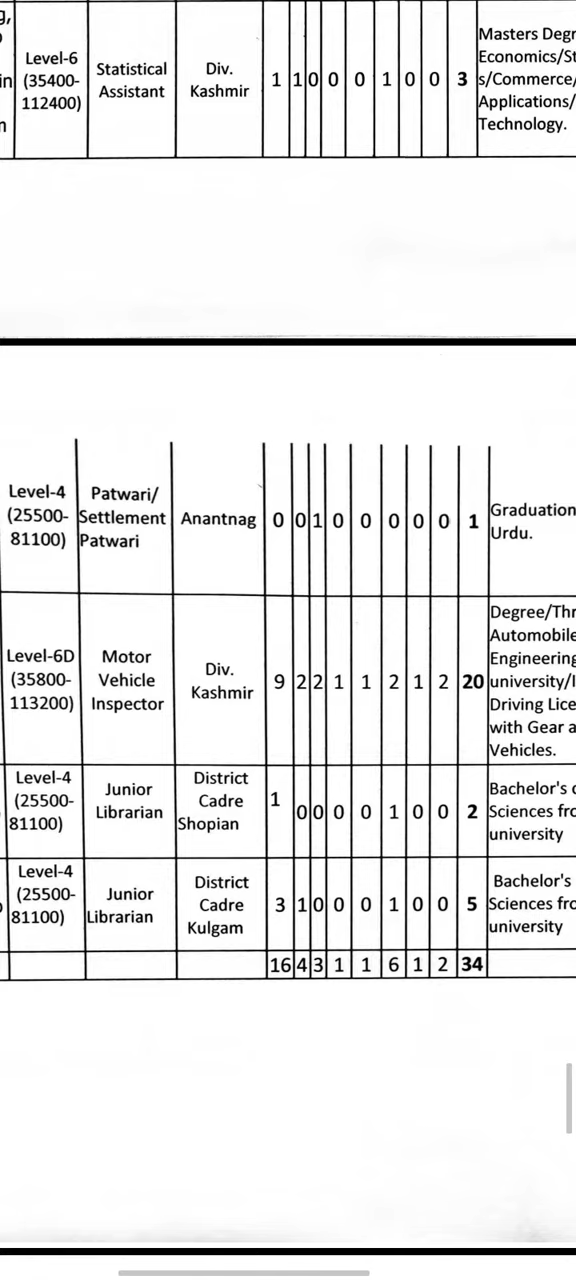 g,
in
n
Level-6
(35400-
112400)
Statistical
Assistant
Div.
Kashmir
1 1 0 0 0 1 0 0 3
Masters Degr
Economics/St
s/Commerce/
Applications/
Technology.
Level-4
(25500-
81100)
Patwari/
Settlement
Patwari
Anantnag
0 0 1 0 0 0 0 0 1
Graduation
Urdu.
Level-6D
(35800-
113200)
Motor
Vehicle
Inspector
Div.
Kashmir
9 2 2 1 1 2 1 2 20
Degree/Thr
Automobile
Engineering
university/I
Driving Lice
with Gear a
Vehicles.
Level-4
(25500-
81100)
Junior
Librarian
District
Cadre
Shopian
1 0 0 0 0 1 0 0 2
Bachelor's d
Sciences fro
university
Level-4
(25500-
81100)
Junior
Librarian
District
Cadre
Kulgam
3 1 0 0 0 1 0 0 5
Bachelor's
Sciences fro
university
16 4 3 1 1 6 1 2 34